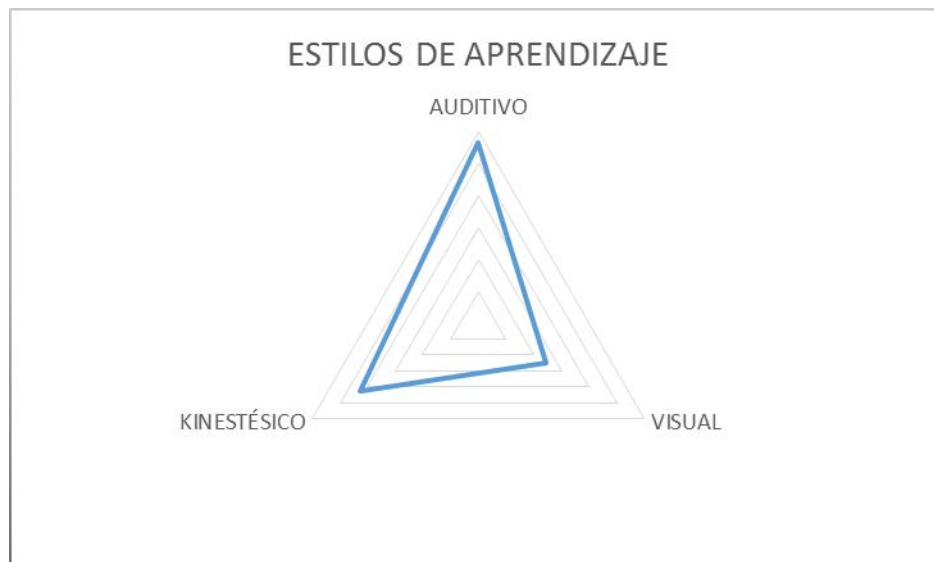 ESTILOS DE APRENDIZAJE
AUDITIVO
KINESTÉSICO
VISUAL